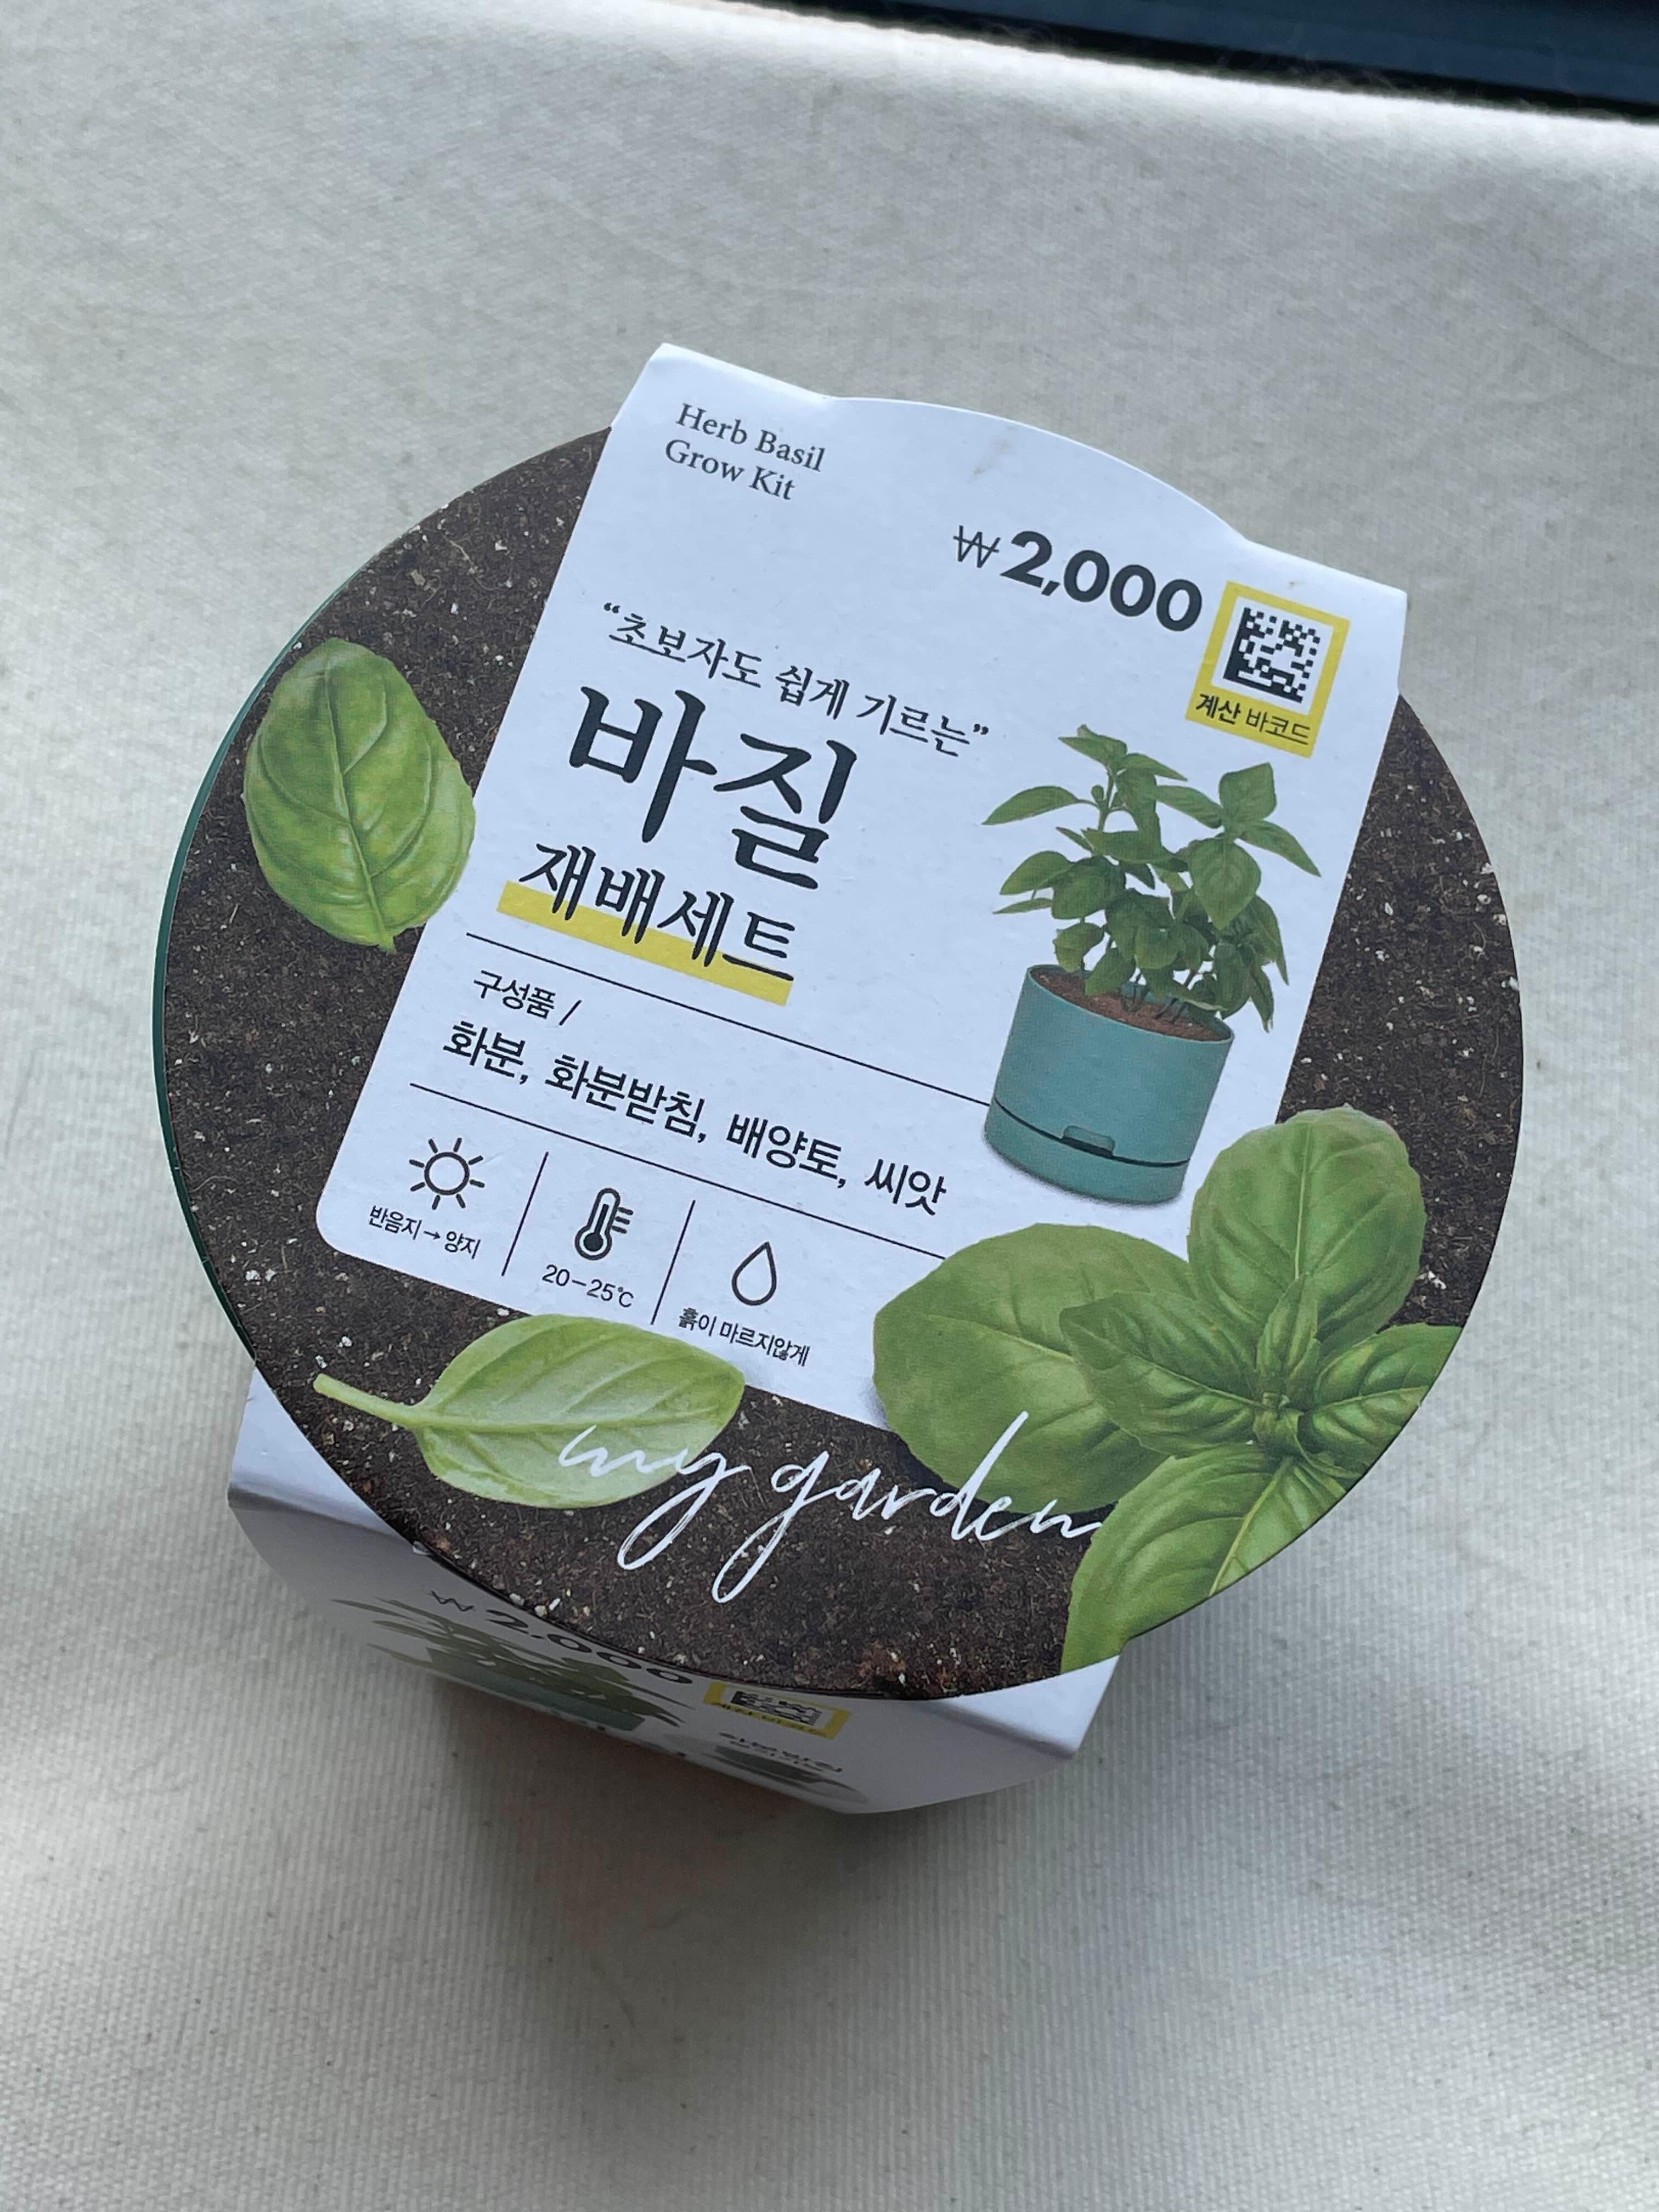 Herb Basil
Grow Kit
₩2,000
계산 바코드
“초보자도 쉽게 기르는”
바질
재배세트
구성품 /
화분, 화분받침, 배양토, 씨앗
반음지→양지
20-25℃
흙이 마르지않게
my garden
₩2,000